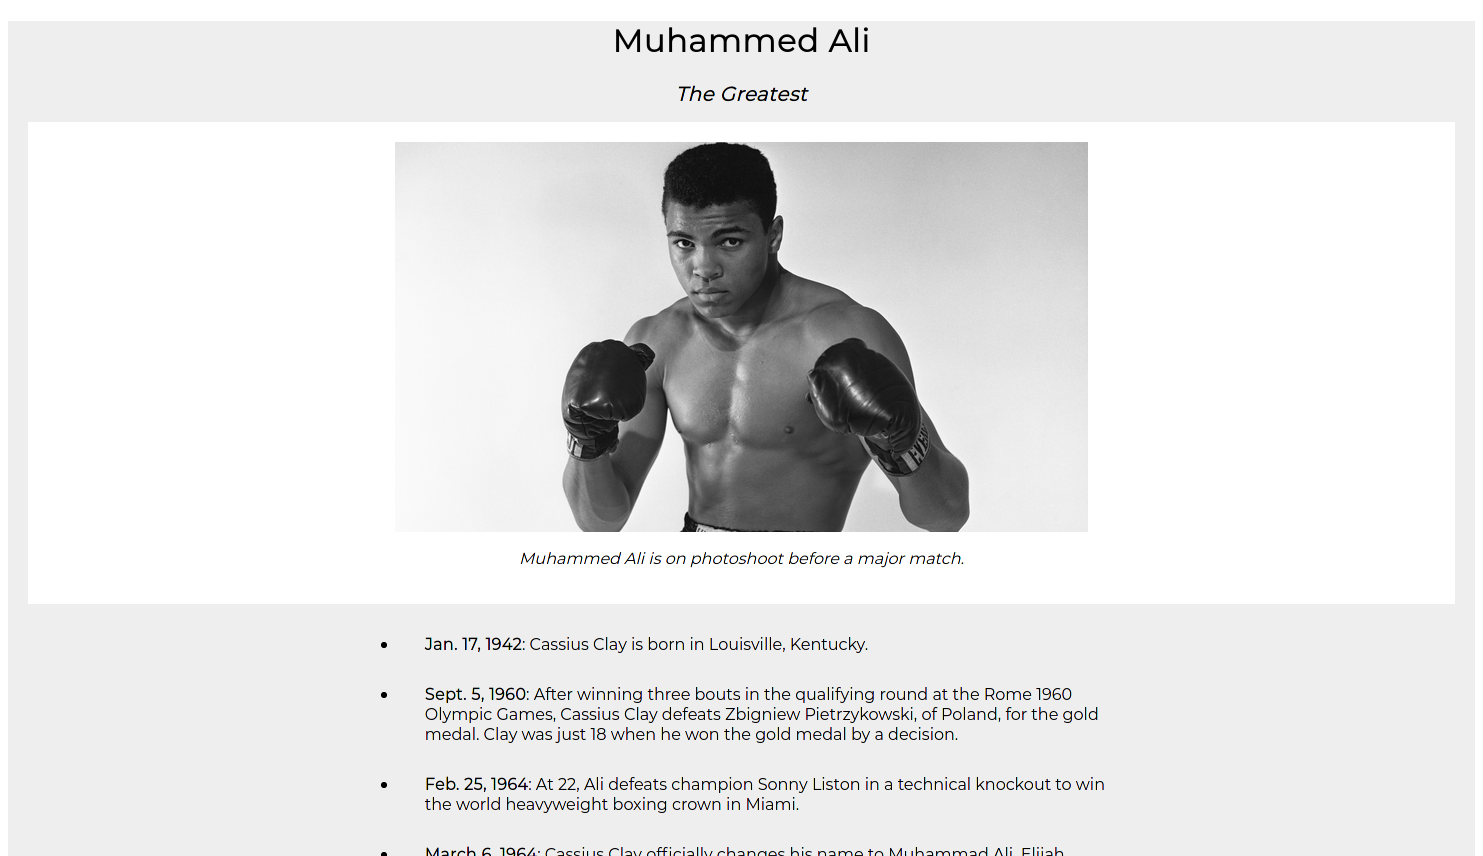 Muhammed Ali
The Greatest
Muhammed Ali is on photoshoot before a major match.
• Jan. 17, 1942: Cassius Clay is born in Louisville, Kentucky.
• Sept. 5, 1960: After winning three bouts in the qualifying round at the Rome 1960
Olympic Games, Cassius Clay defeats Zbigniew Pietrzykowski, of Poland, for the gold
medal. Clay was just 18 when he won the gold medal by a decision.
• Feb. 25, 1964: At 22, Ali defeats champion Sonny Liston in a technical knockout to win
the world heavyweight boxing crown in Miami.
• March 6, 1964: Cassius Clay officially changes his name to Muhammad Ali. Elijah